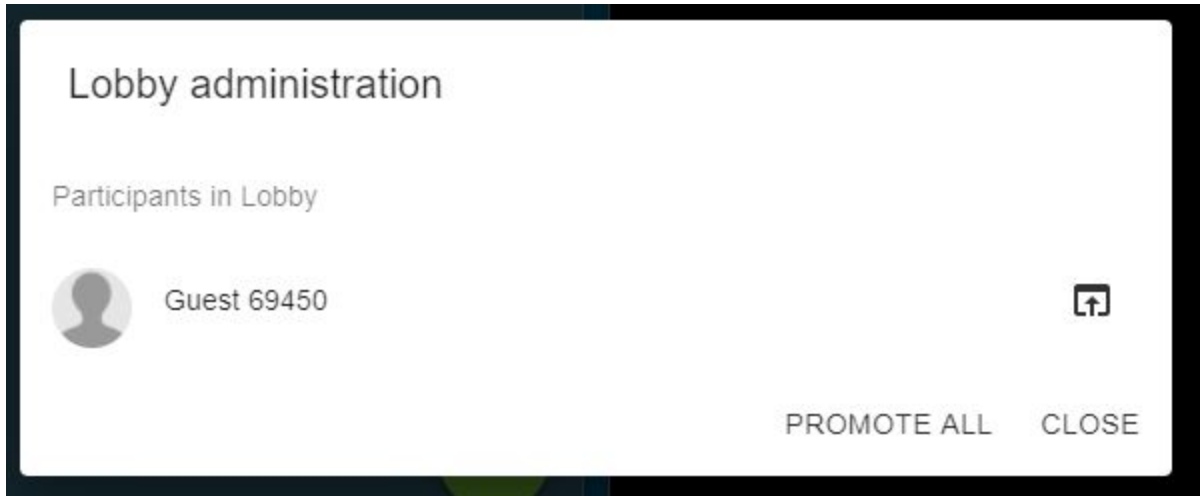 Lobby administration
Participants in Lobby
Guest 69450
PROMOTE ALL CLOSE